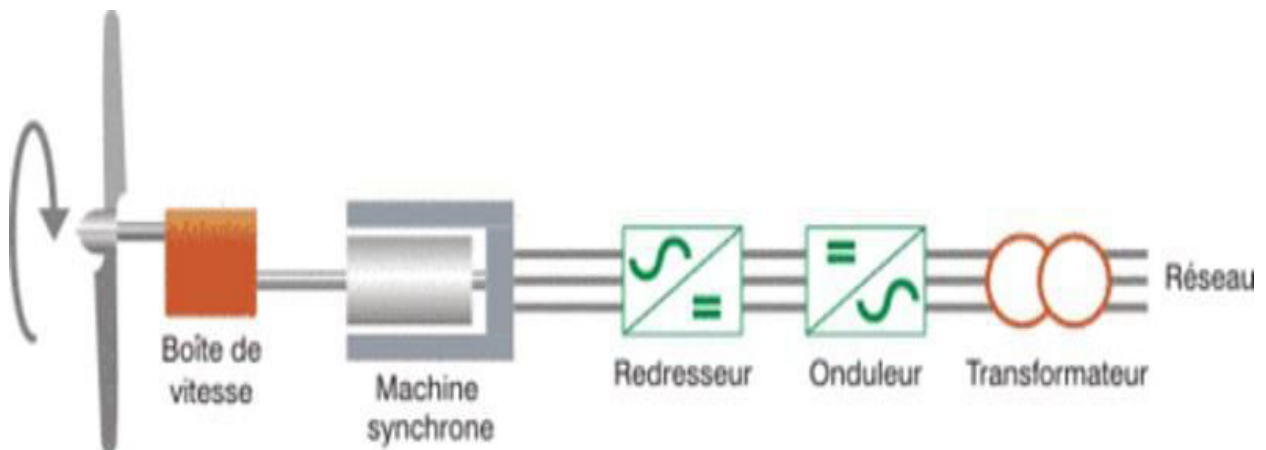 Boîte de
vitesse
Machine
synchrone
Redresseur
Onduleur
Transformateur
Réseau